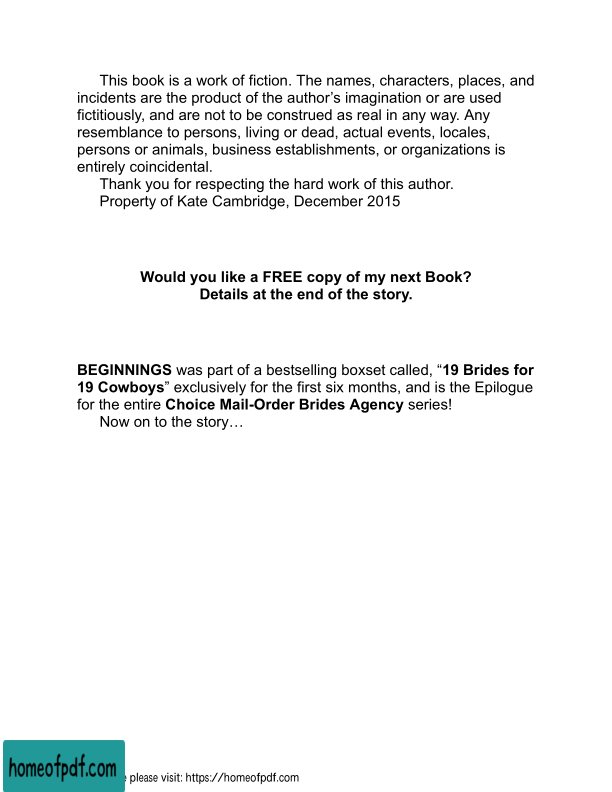 This book is a work of fiction. The names, characters, places, and
incidents are the product of the author’s imagination or are used
fictitiously, and are not to be construed as real in any way. Any
resemblance to persons, living or dead, actual events, locales,
persons or animals, business establishments, or organizations is
entirely coincidental.
Thank you for respecting the hard work of this author.
Property of Kate Cambridge, December 2015
Would you like a FREE copy of my next Book?
Details at the end of the story.
BEGINNINGS was part of a bestselling boxset called, “19 Brides for
19 Cowboys” exclusively for the first six months, and is the Epilogue
for the entire Choice Mail-Order Brides Agency series!
Now on to the story…
homeofpdf.com
please visit: https://homeofpdf.com